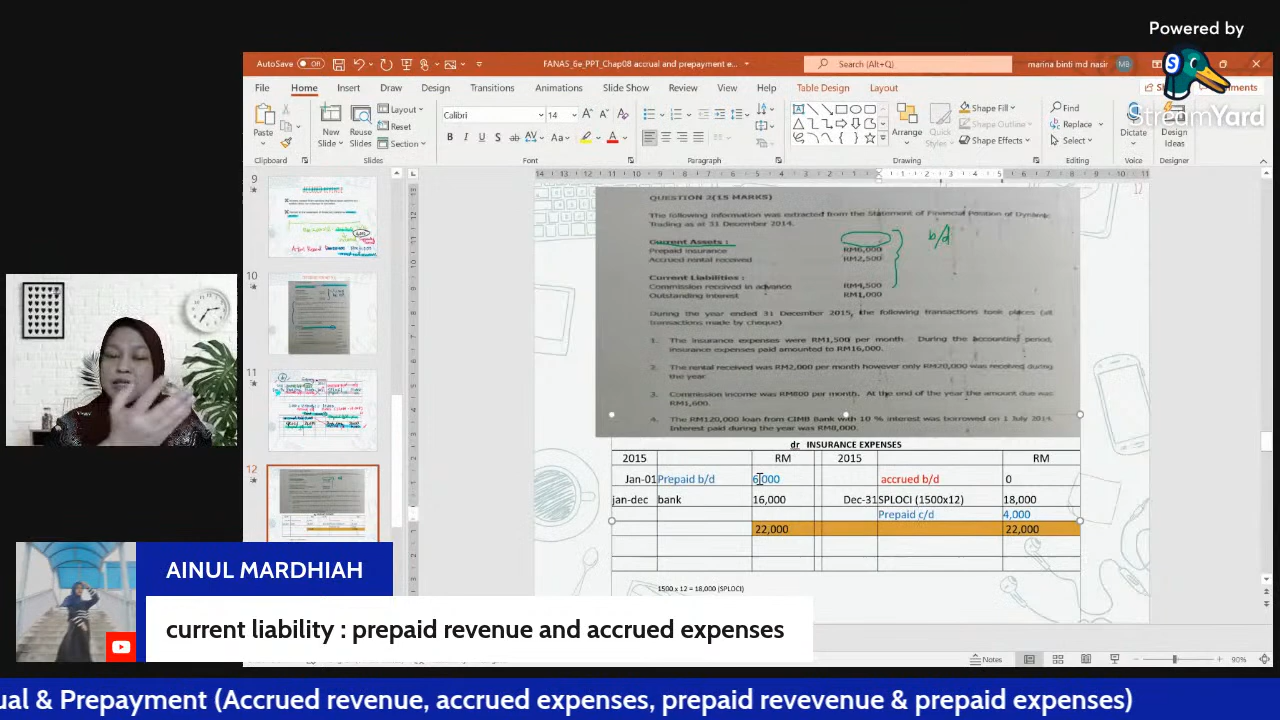 Powered by
StreamYard
AutoSave Off
FANAS_6e_PPT_Chap08 accrual and prepayment e...
Search (Alt+Q)
marina binti md nasir
MB
File Home Insert Draw Design Transitions Animations Slide Show Review View Help Table Design Layout
Paste
Clipboard
New Slide
Reuse Slides
Layout
Reset
Section
Slides
Calibri 14
Font
Paragraph
Arrange
Quick Styles
Shape Fill
Shape Outline
Shape Effects
Drawing
Find
Replace
Select
Editing
Dictate
Voice
Design Ideas
Designer
9
10
11
12
QUESTION 2(15 MARKS)
The following information was extracted from the Statement of Financial Position of Dynamic
Trading as at 31 December 2014.
Current Assets :
Prepaid insurance RM6,000
Accrued rental received RM2,500
b/d
Current Liabilities :
Commission received in advance RM4,500
Outstanding interest RM1,000
During the year ended 31 December 2015, the following transactions took places (all
transactions made by cheque)
1. The insurance expenses were RM1,500 per month. During the accounting period,
insurance expenses paid amounted to RM16,000.
2. The rental received was RM2,000 per month however only RM20,000 was received during
the year.
3. Commission income was RM800 per month. At the end of the year the amount due was
RM1,600.
4. The RM120,000 loan from CIMB Bank with 10 % interest was borrowed on 1 July 2014.
Interest paid during the year was RM8,000.
dr INSURANCE EXPENSES
2015 RM 2015 RM
Jan-01 Prepaid b/d 6,000 accrued b/d 0
jan-dec bank 16,000 Dec-31 SPLOCI (1500x12) 18,000
Prepaid c/d 4,000
22,000 22,000
1500 x 12 = 18,000 (SPLOCI)
Notes
90%
AINUL MARDHIAH
current liability : prepaid revenue and accrued expenses
ual & Prepayment (Accrued revenue, accrued expenses, prepaid revevenue & prepaid expenses)